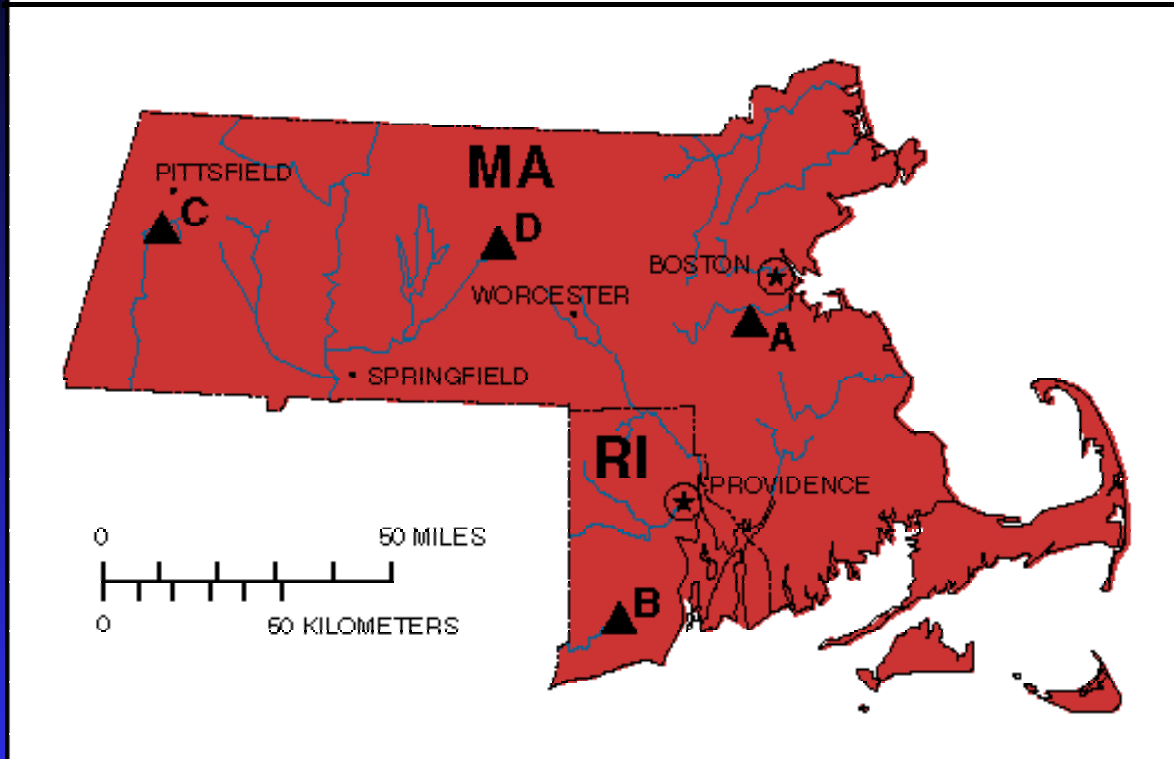 MA
PITTSFIELD
C
D
BOSTON
WORCESTER
A
SPRINGFIELD
RI
PROVIDENCE
0 50 MILES
0 50 KILOMETERS
B